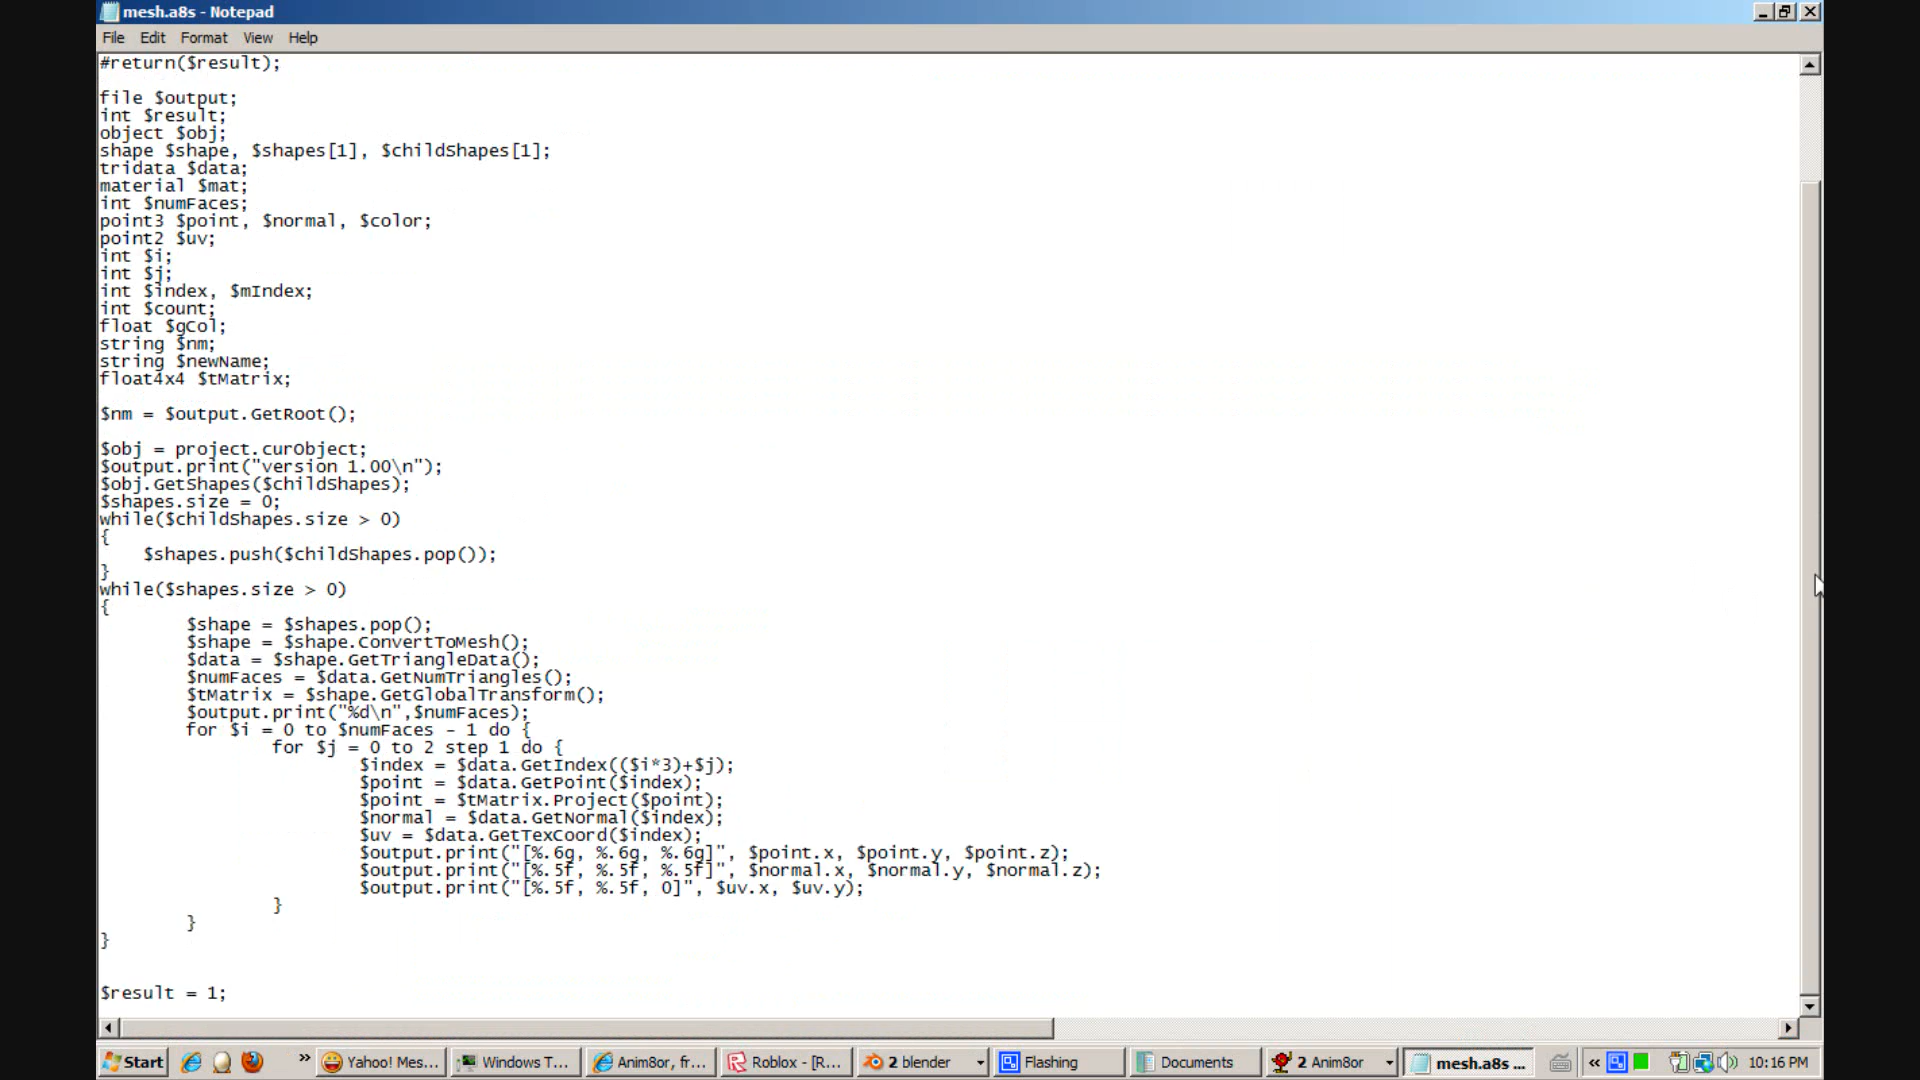 mesh.a8s - Notepad
File Edit Format View Help
#return($result);
file $output;
int $result;
object $obj;
shape $shape, $shapes[1], $childShapes[1];
tridata $data;
material $mat;
int $numFaces;
point3 $point, $normal, $color;
point2 $uv;
int $i;
int $j;
int $index, $mIndex;
int $count;
float $gCol;
string $nm;
string $newName;
float4x4 $tMatrix;
$nm = $output.GetRoot();
$obj = project.curObject;
$output.print("version 1.00\n");
$obj.GetShapes($childShapes);
$shapes.size = 0;
while($childShapes.size > 0)
{
$shapes.push($childShapes.pop());
}
while($shapes.size > 0)
{
$shape = $shapes.pop();
$shape = $shape.ConvertToMesh();
$data = $shape.GetTriangleData();
$numFaces = $data.GetNumTriangles();
$tMatrix = $shape.GetGlobalTransform();
$output.print("%d\n",$numFaces);
for $i = 0 to $numFaces - 1 do {
for $j = 0 to 2 step 1 do {
$index = $data.GetIndex(($i*3)+$j);
$point = $data.GetPoint($index);
$point = $tMatrix.Project($point);
$normal = $data.GetNormal($index);
$uv = $data.GetTexCoord($index);
$output.print("[%.6g, %.6g, %.6g]", $point.x, $point.y, $point.z);
$output.print("[%.5f, %.5f, %.5f]", $normal.x, $normal.y, $normal.z);
$output.print("[%.5f, %.5f, 0]", $uv.x, $uv.y);
}
}
}
$result = 1;
Start » Yahoo! Mes... Windows T... Anim8or, fr... Roblox - [R... 2 blender Flashing Documents 2 Anim8or mesh.a8s ... « 10:16 PM